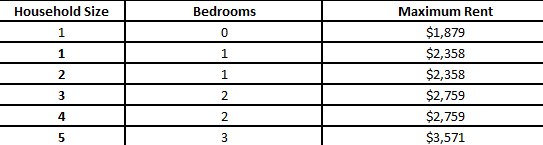 Household Size Bedrooms Maximum Rent
1 0 $1,879
1 1 $2,358
2 1 $2,358
3 2 $2,759
4 2 $2,759
5 3 $3,571